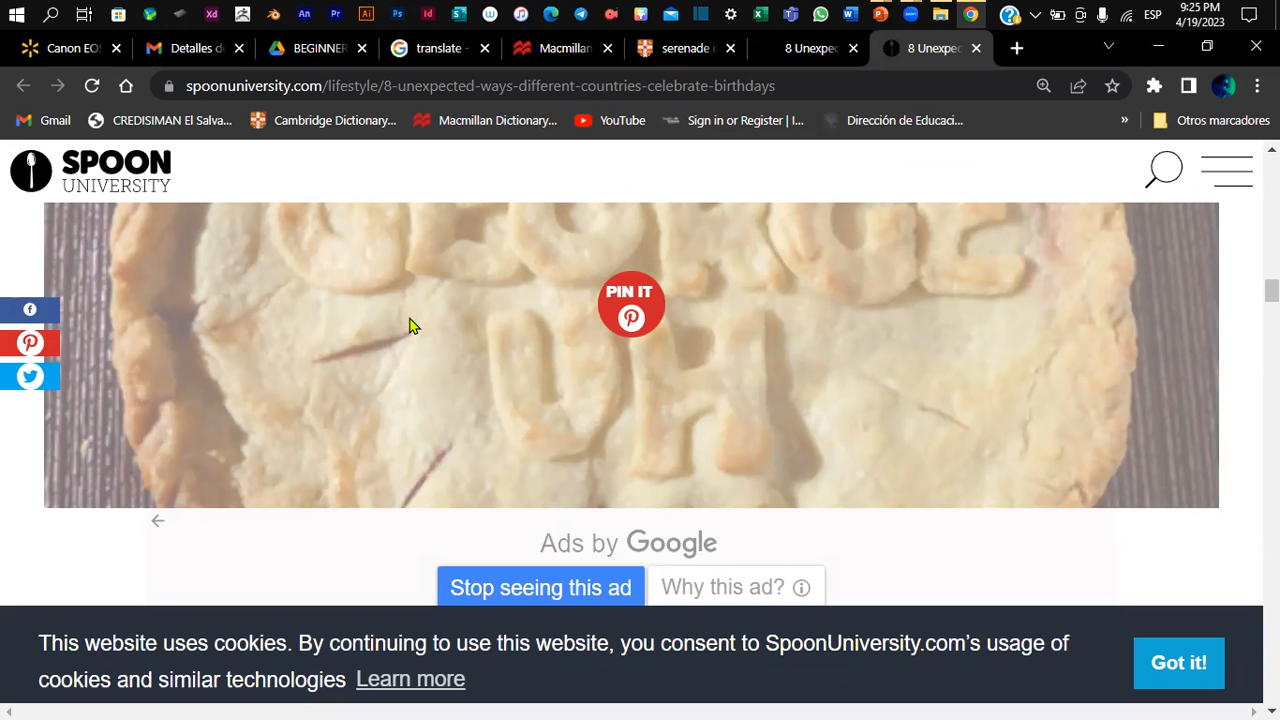 9:25 PM
ESP
4/19/2023
Canon EO
Detalles de
BEGINNER
translate -
Macmillan
serenade i
8 Unexpec
8 Unexpec
spoonuniversity.com/lifestyle/8-unexpected-ways-different-countries-celebrate-birthdays
Gmail
CREDISIMAN El Salva...
Cambridge Dictionary...
Macmillan Dictionary,...
YouTube
Sign in or Register | I...
Dirección de Educaci...
Otros marcadores
SPOON
UNIVERSITY
GEORGE
PIN IT
OH
Ads by Google
Stop seeing this ad
Why this ad?
This website uses cookies. By continuing to use this website, you consent to SpoonUniversity.com's usage of
cookies and similar technologies Learn more
Got it!